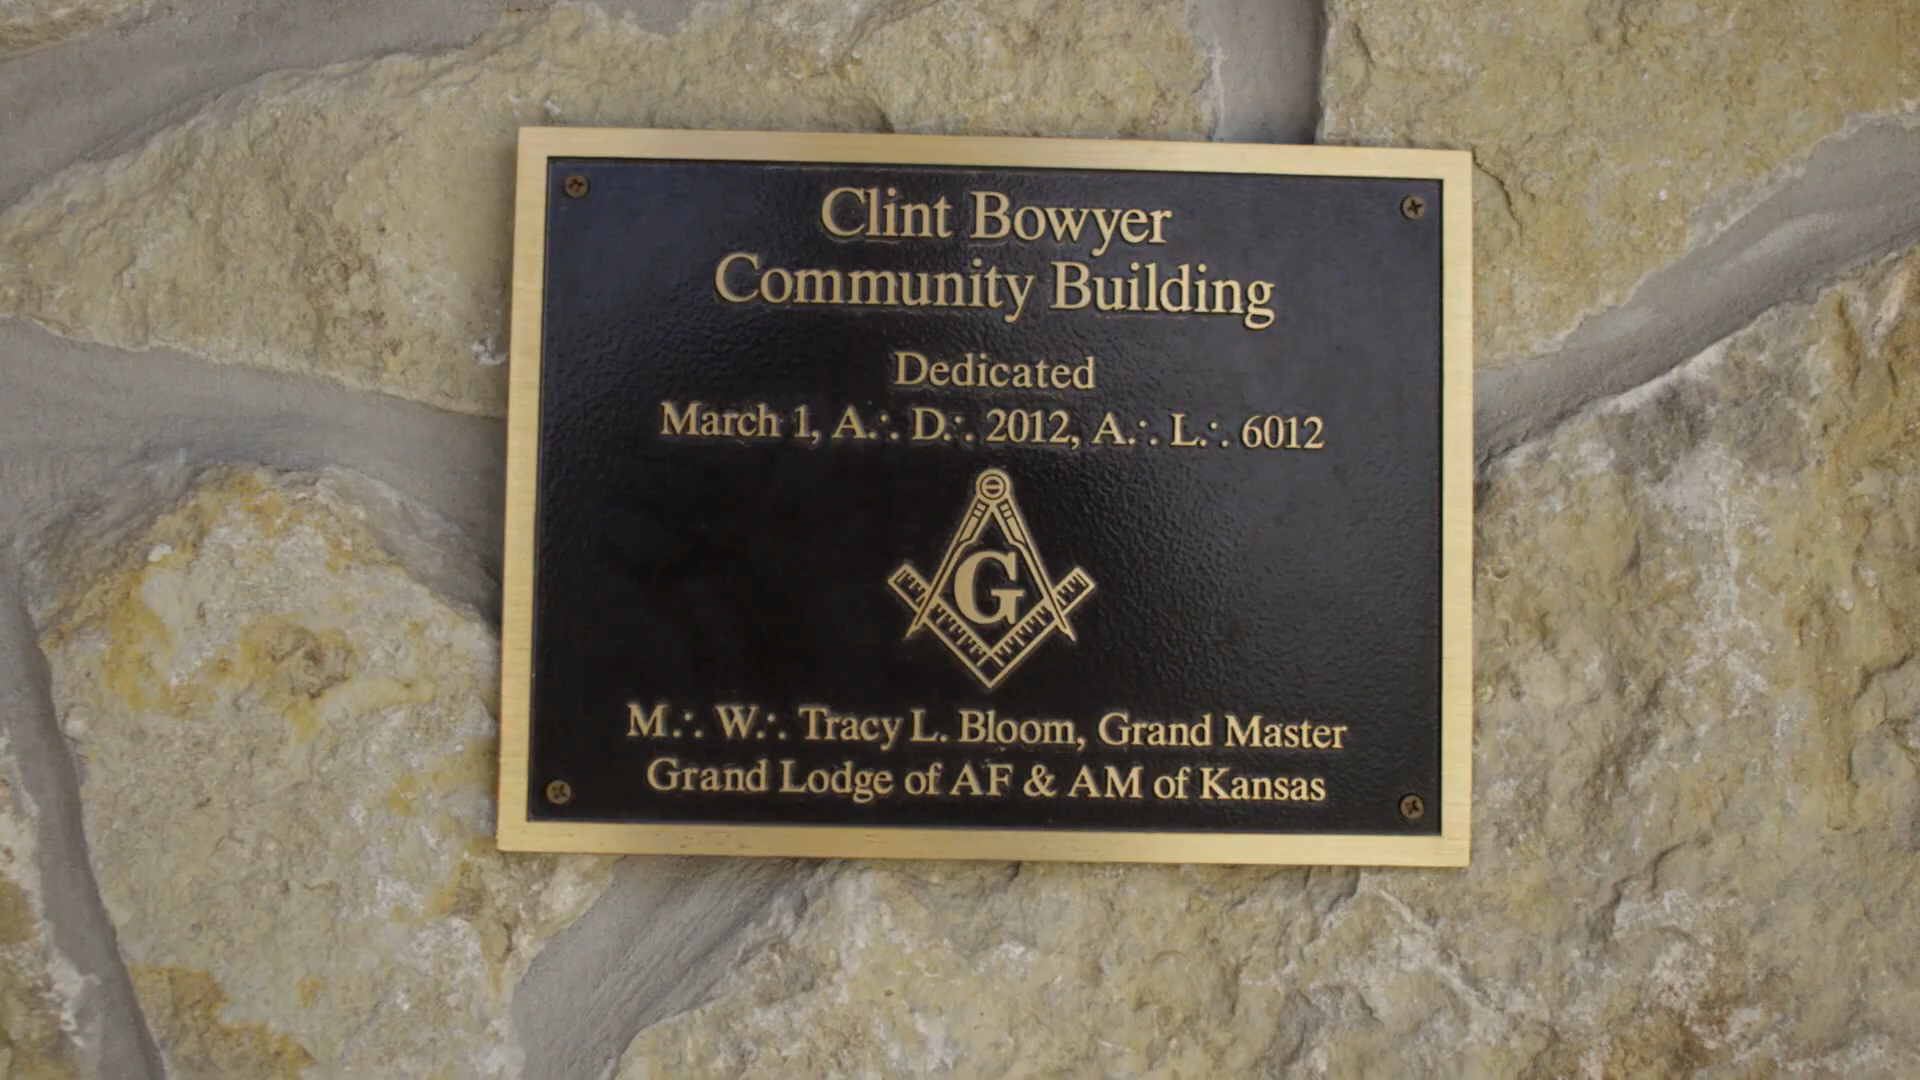 Clint Bowyer
Community Building
Dedicated
March 1, A.∴ D.∴ 2012, A.∴ L.∴ 6012
G
M.∴ W.∴ Tracy L. Bloom, Grand Master
Grand Lodge of AF & AM of Kansas